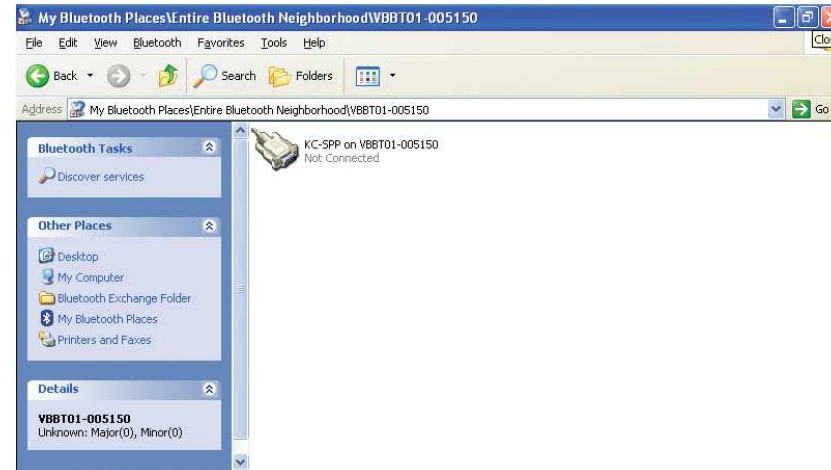 My Bluetooth Places\Entire Bluetooth Neighborhood\VBBT01-005150
File Edit View Bluetooth Favorites Tools Help
Clo
Back Search Folders
Address My Bluetooth Places\Entire Bluetooth Neighborhood\VBBT01-005150 Go
Bluetooth Tasks
Discover services
Other Places
Desktop
My Computer
Bluetooth Exchange Folder
My Bluetooth Places
Printers and Faxes
Details
VBBT01-005150
Unknown: Major(0), Minor(0)
KC-SPP on VBBT01-005150
Not Connected